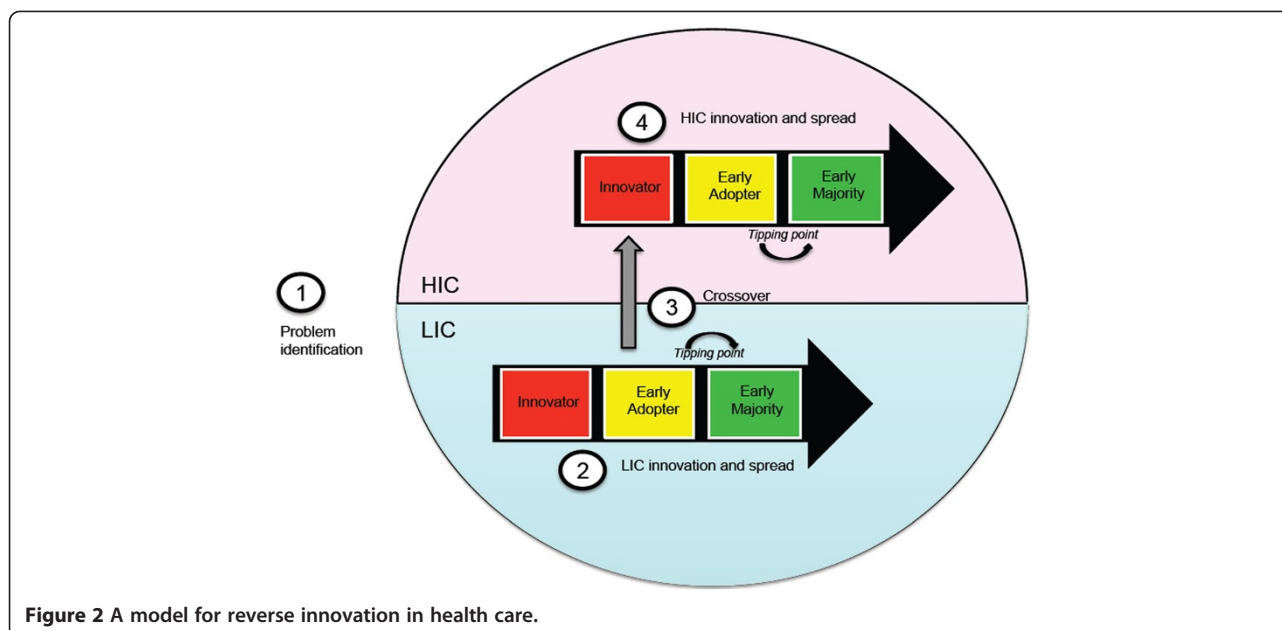 4
HIC innovation and spread
Innovator
Early
Adopter
Early
Majority
Tipping point
HIC
1
Problem
identification
3
Crossover
LIC
Tipping point
Innovator
Early
Adopter
Early
Majority
2
LIC innovation and spread
Figure 2 A model for reverse innovation in health care.